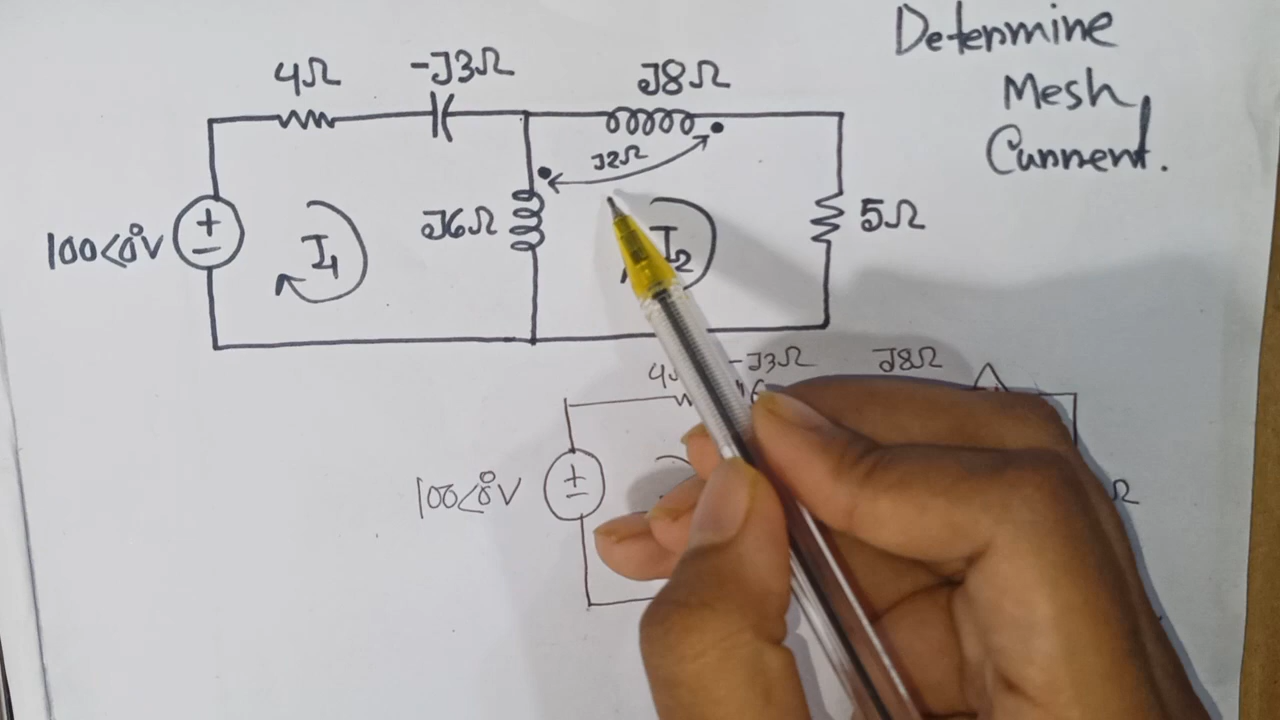 Determine
Mesh
Current.
4Ω
-J3Ω
J8Ω
J2Ω
J6Ω
5Ω
100<0°V
+
−
I1
I2
-J3Ω
J8Ω
100<0°V
+
−
Ω